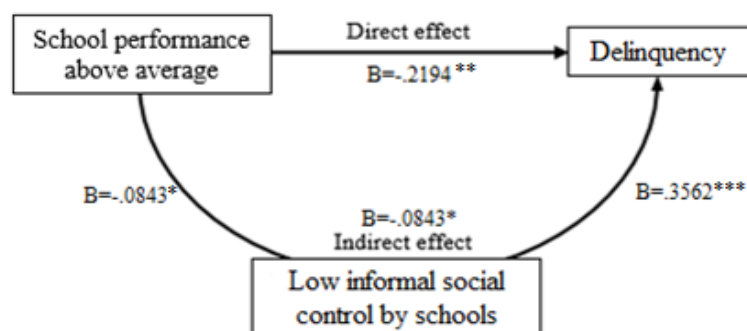 School performance
above average
Direct effect
B=-.2194 **
Delinquency
B=-.0843*
B=-.0843*
Indirect effect
B=.3562***
Low informal social
control by schools